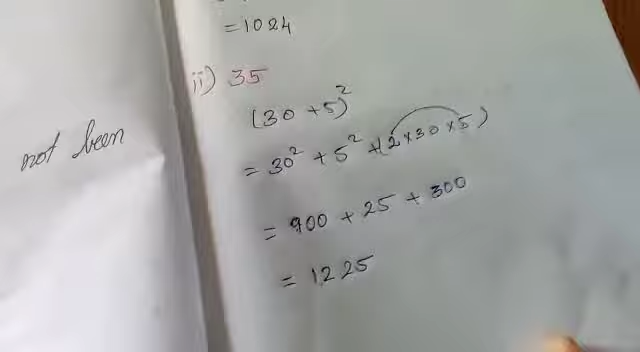 =1024
ii) 35
(30+5)²
= 30² + 5² + (2×30×5)
= 900 + 25 + 300
= 1225
not been